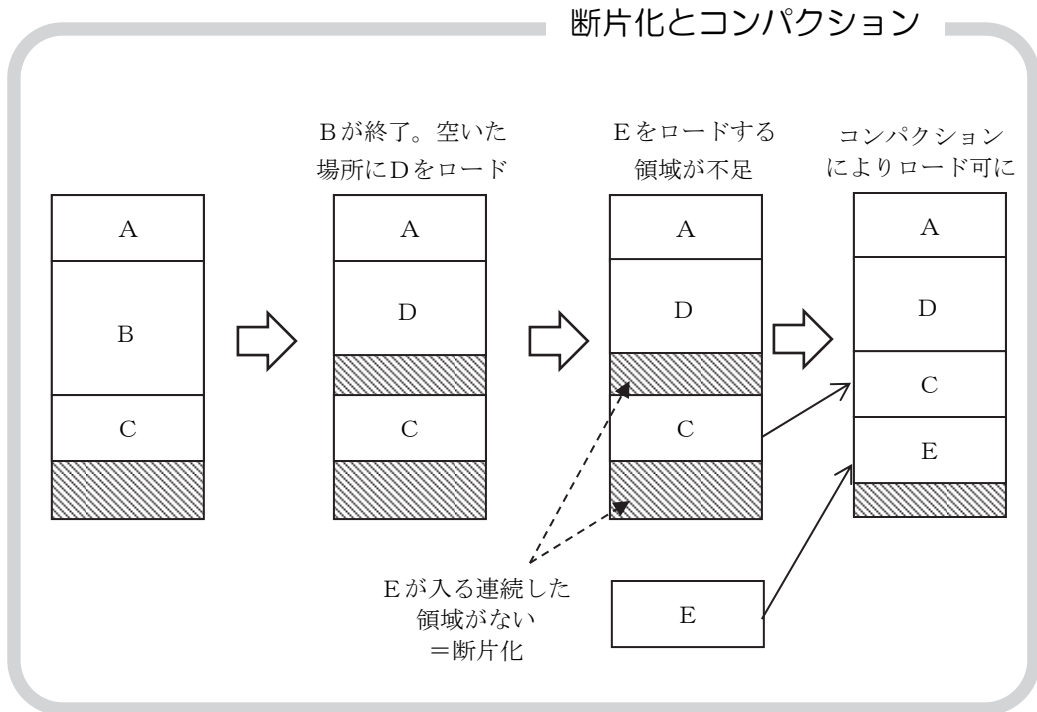 断片化とコンパクション
Ｂが終了。空いた
場所にＤをロード
Ｅをロードする
領域が不足
コンパクション
によりロード可に
Ａ
Ｂ
Ｃ
Ａ
Ｄ
Ｃ
Ａ
Ｄ
Ｃ
Ａ
Ｄ
Ｃ
Ｅ
Ｅが入る連続した
領域がない
＝断片化
Ｅ